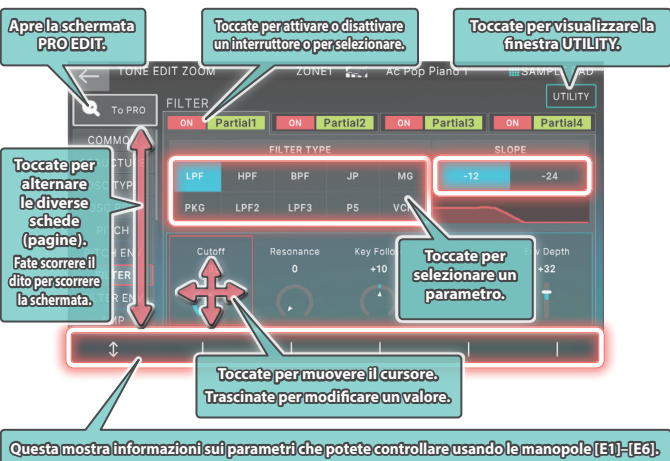 Apre la schermata
PRO EDIT.
Toccate per attivare o disattivare
un interruttore o per selezionare.
Toccate per visualizzare la
finestra UTILITY.
TONE EDIT ZOOM
ZONE1
Ac Pop Piano 1
To PRO
FILTER
UTILITY
ON Partial1 ON Partial2 ON Partial3 ON Partial4
FILTER TYPE
SLOPE
LPF HPF BPF JP MG
-12 -24
PKG LPF2 LPF3 P5
Toccate per
alternare
le diverse
schede
(pagine).
Fate scorrere il
dito per scorrere
la schermata.
Cutoff
Resonance
0
+10
Depth
+32
Toccate per
selezionare un
parametro.
Toccate per muovere il cursore.
Trascinate per modificare un valore.
Questa mostra informazioni sui parametri che potete controllare usando le manopole [E1]–[E6].